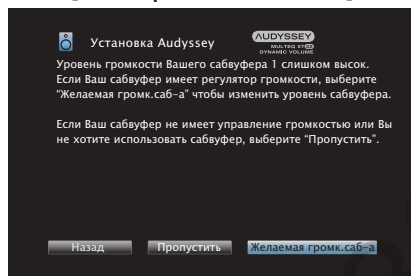 Установка Audyssey
AUDYSSEY
MULTEQ XT32
DYNAMIC VOLUME
Уровень громкости Вашего сабвуфера 1 слишком высок.
Если Ваш сабвуфер имеет регулятор громкости, выберите
“Желаемая громк.саб-а” чтобы изменить уровень сабвуфера.
Если Ваш сабвуфер не имеет управление громкостью или Вы
не хотите использовать сабвуфер, выберите “Пропустить”.
Назад
Пропустить
Желаемая громк.саб-а